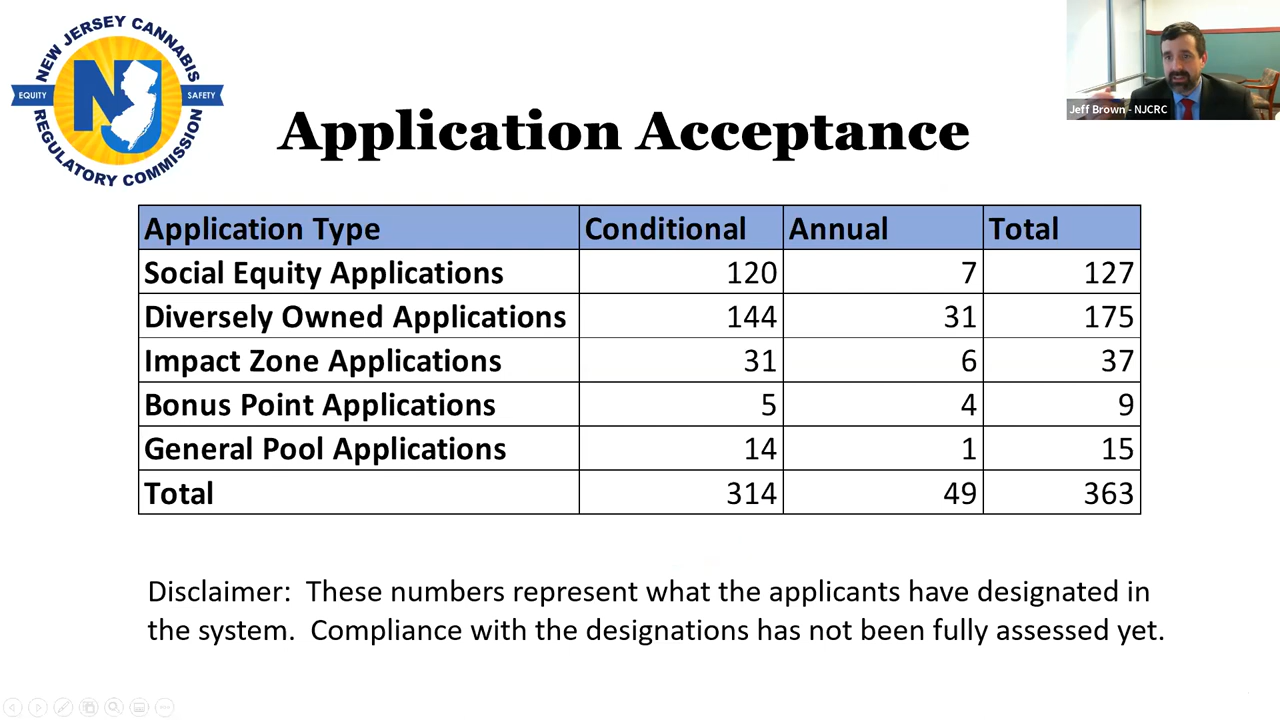 NEW JERSEY CANNABIS
EQUITY NJ SAFETY
REGULATORY COMMISSION
Jeff Brown - NJCRC
Application Acceptance
Application Type Conditional Annual Total
Social Equity Applications 120 7 127
Diversely Owned Applications 144 31 175
Impact Zone Applications 31 6 37
Bonus Point Applications 5 4 9
General Pool Applications 14 1 15
Total 314 49 363
Disclaimer: These numbers represent what the applicants have designated in
the system. Compliance with the designations has not been fully assessed yet.